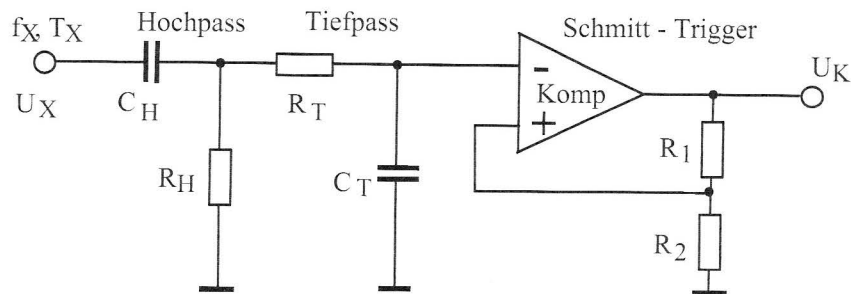 fX, TX Hochpass Tiefpass Schmitt - Trigger
UX CH RT Komp UK
- +
RH CT R1
R2